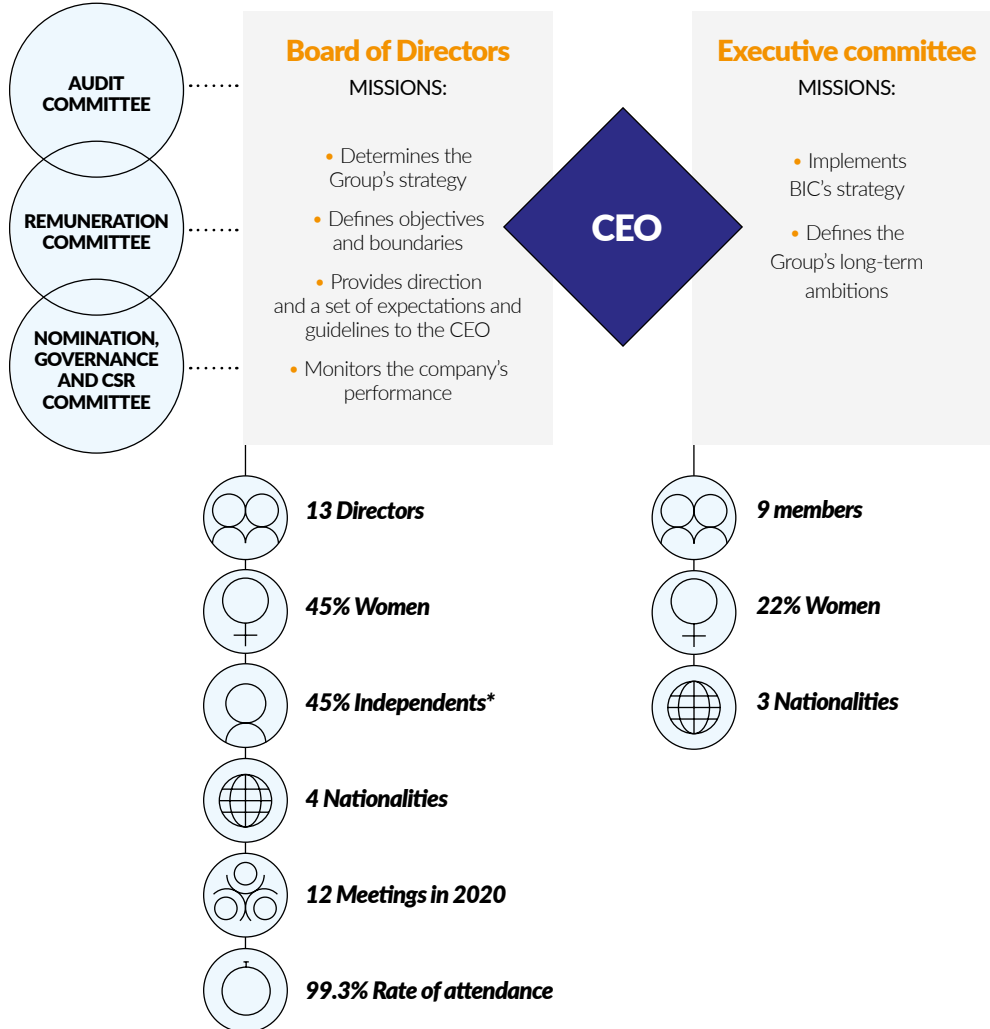 AUDIT
COMMITTEE
REMUNERATION
COMMITTEE
NOMINATION,
GOVERNANCE
AND CSR
COMMITTEE
Board of Directors
MISSIONS:
• Determines the
Group's strategy
• Defines objectives
and boundaries
• Provides direction
and a set of expectations and
guidelines to the CEO
• Monitors the company's
performance
CEO
Executive committee
MISSIONS:
• Implements
BIC's strategy
• Defines the
Group's long-term
ambitions
13 Directors
45% Women
45% Independents*
4 Nationalities
12 Meetings in 2020
99.3% Rate of attendance
9 members
22% Women
3 Nationalities